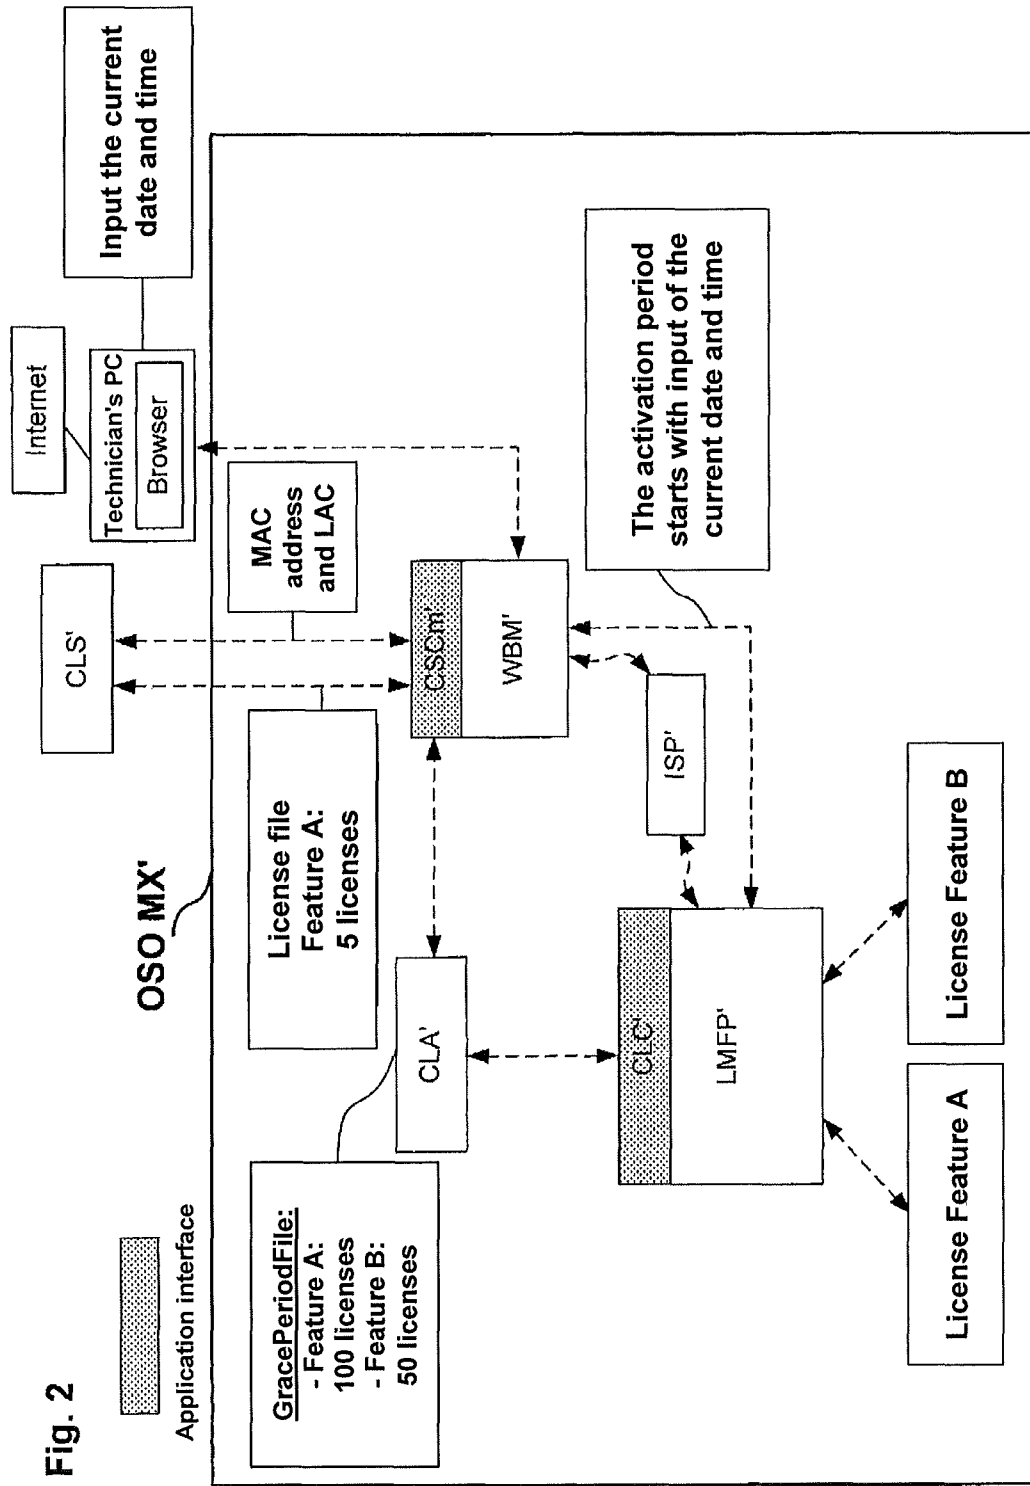 Fig. 2
Application interface
OSO MX'
CLS'
Internet
Technician's PC
Browser
Input the current
date and time
GracePeriodFile:
- Feature A:
100 licenses
- Feature B:
50 licenses
License file
Feature A:
5 licenses
MAC
address
and LAC
CLA'
CSCm'
WBM'
The activation period
starts with input of the
current date and time
ISP'
CLC'
LMFP'
License Feature A
License Feature B